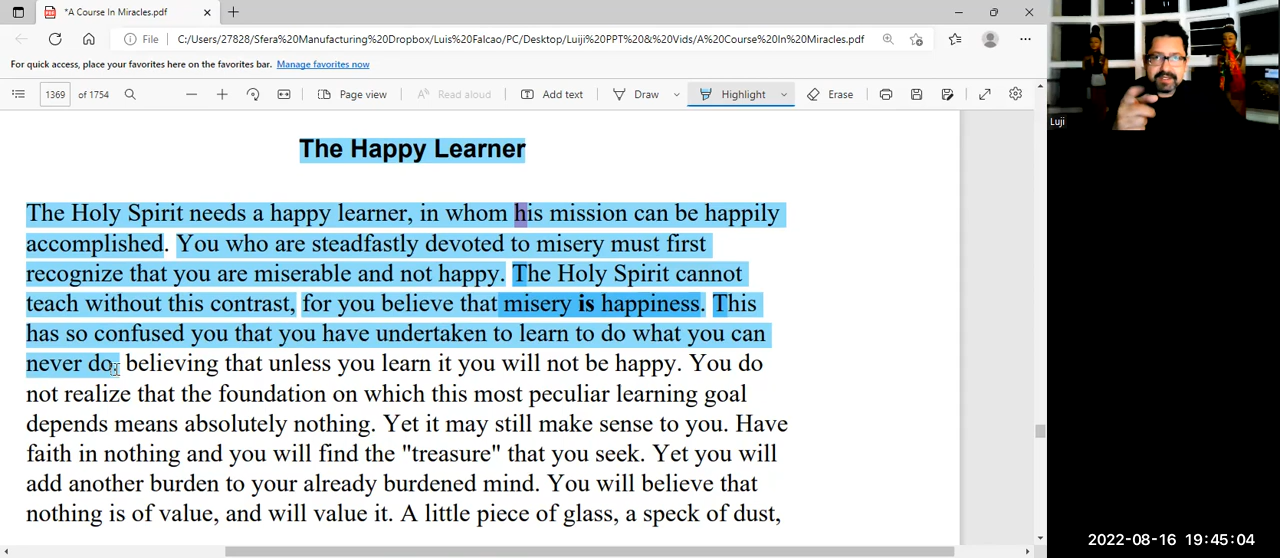 *A Course In Miracles.pdf
File
C:/Users/27828/Sfera%20Manufacturing%20Dropbox/Luis%20Falcao/PC/Desktop/Luiji%20PPT%20&%20Vids/A%20Course%20In%20Miracles.pdf
For quick access, place your favorites here on the favorites bar. Manage favorites now
1369 of 1754
Page view
Read aloud
Add text
Draw
Highlight
Erase
The Happy Learner
The Holy Spirit needs a happy learner, in whom his mission can be happily
accomplished. You who are steadfastly devoted to misery must first
recognize that you are miserable and not happy. The Holy Spirit cannot
teach without this contrast, for you believe that misery is happiness. This
has so confused you that you have undertaken to learn to do what you can
never do, believing that unless you learn it you will not be happy. You do
not realize that the foundation on which this most peculiar learning goal
depends means absolutely nothing. Yet it may still make sense to you. Have
faith in nothing and you will find the "treasure" that you seek. Yet you will
add another burden to your already burdened mind. You will believe that
nothing is of value, and will value it. A little piece of glass, a speck of dust,
Luji
2022-08-16 19:45:04